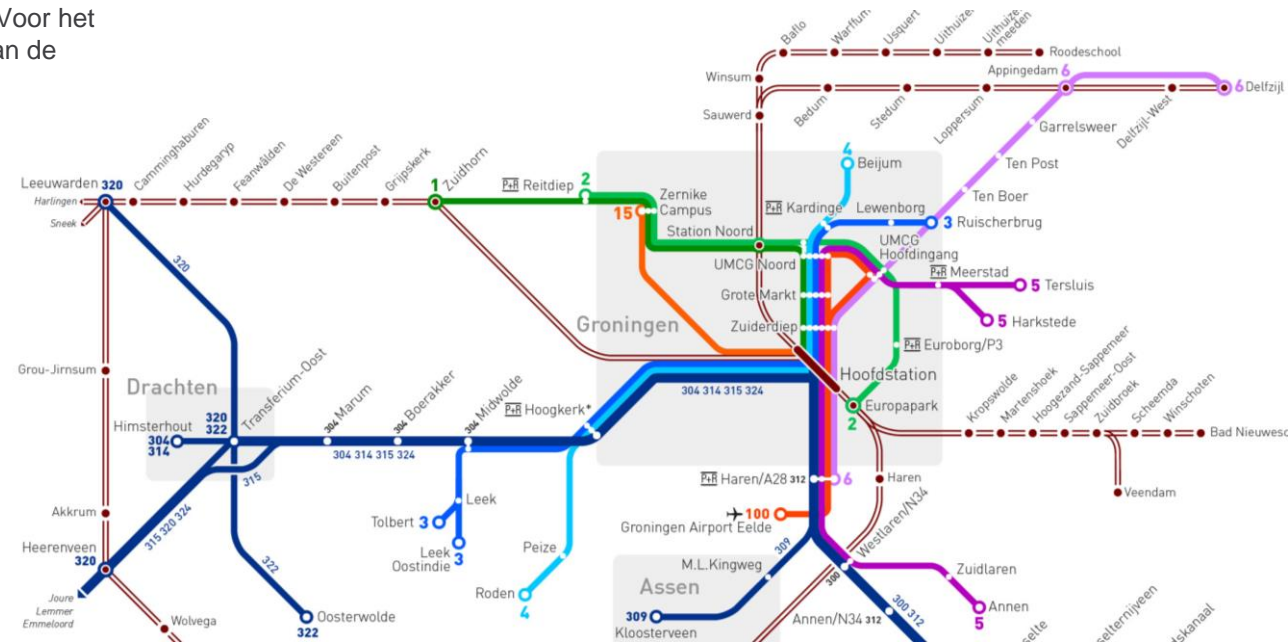 Voor het
an de
Baflo
Warffum
Usquert
Uithuizen
Uithuizer-
meeden
Roodeschool
Winsum
Sauwerd
Bedum
Stedum
Loppersum
Appingedam 6
Delfzijl-West
6 Delfzijl
Garrelsweer
Ten Post
Ten Boer
Leeuwarden 320
Harlingen
Sneek
Camminghaburen
Hurdegaryp
Feanwâlden
De Westereen
Buitenpost
Grijpskerk
1
Zuidhorn
P+R Reitdiep
2
15
Zernike
Campus
Station Noord
4
Beijum
P+R Kardinge
Lewenborg
3 Ruischerbrug
UMCG Noord
UMCG
Hoofdingang
P+R Meerstad
5 Tersluis
5 Harkstede
Grote Markt
Zuiderdiep
P+R Euroborg/P3
Groningen
Hoofdstation
Europapark
2
320
Grou-Jirnsum
Drachten
Himsterhout
304
314
320
322
Transferium-Oost
304 Marum
304 Boerakker
304 Midwolde
P+R Hoogkerk*
304 314 315 324
304 314 315 324
315
315 320 324
Leek
Tolbert 3
Leek
Oostindie
3
Peize
Roden
4
Akkrum
Heerenveen
320
Joure
Lemmer
Emmeloord
Wolvega
322
Oosterwolde
322
P+R Haren/A28 312
6
100
Groningen Airport Eelde
Haren
Westlaren/N34
300
Kropswolde
Martenshoek
Hoogezand-Sappemeer
Sappemeer-Oost
Zuidbroek
Scheemda
Winschoten
Bad Nieuwesc
Veendam
309
M.L.Kingweg
Assen
309
Kloosterveen
Annen/N34 312
300 312
Zuidlaren
Annen
5
selte
selternijveen
dskanaal